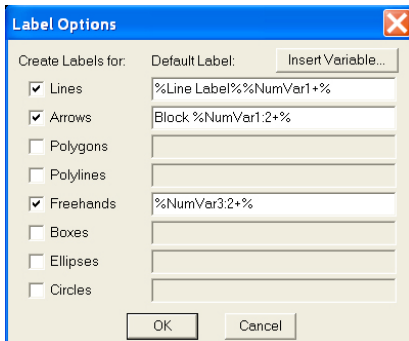 Label Options
Create Labels for: Default Label: Insert Variable...
Lines %Line Label%%NumVar1+%
Arrows Block %NumVar1:2+%
Polygons
Polylines
Freehands %NumVar3:2+%
Boxes
Ellipses
Circles
OK Cancel